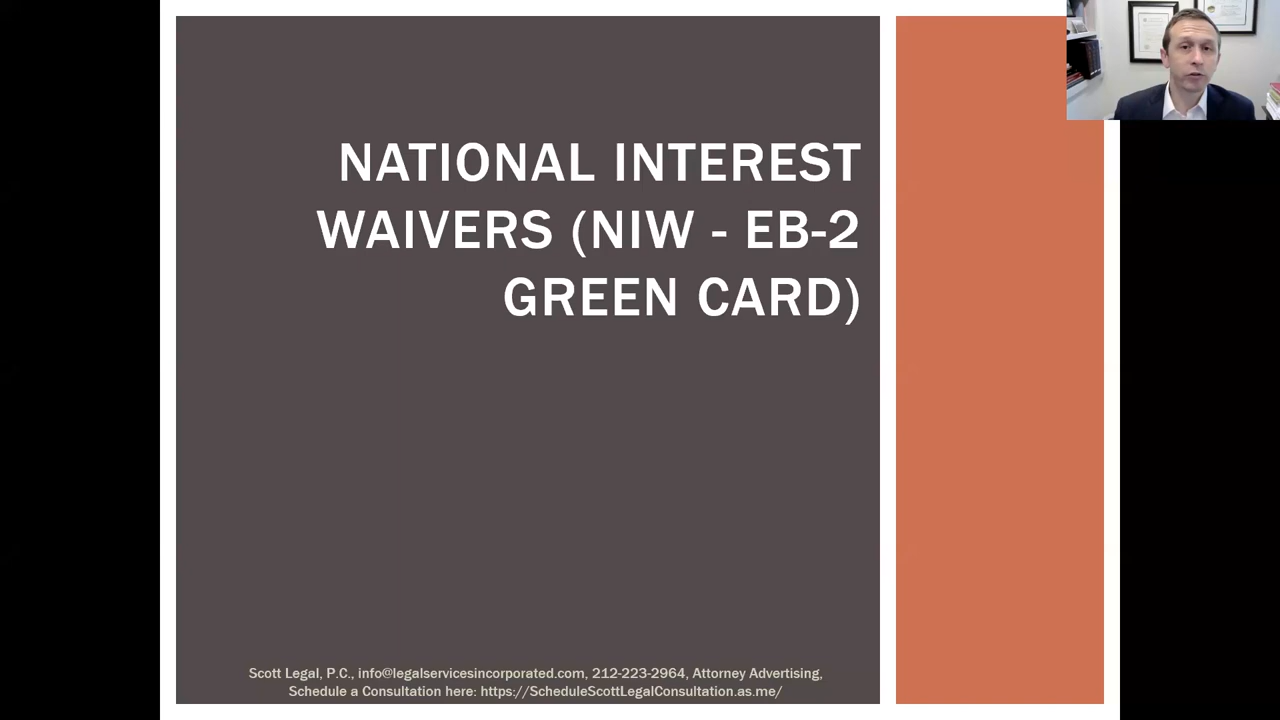 NATIONAL INTEREST
WAIVERS (NIW - EB-2
GREEN CARD)
Scott Legal, P.C., info@legalservicesincorporated.com, 212-223-2964, Attorney Advertising,
Schedule a Consultation here: https://ScheduleScottLegalConsultation.as.me/